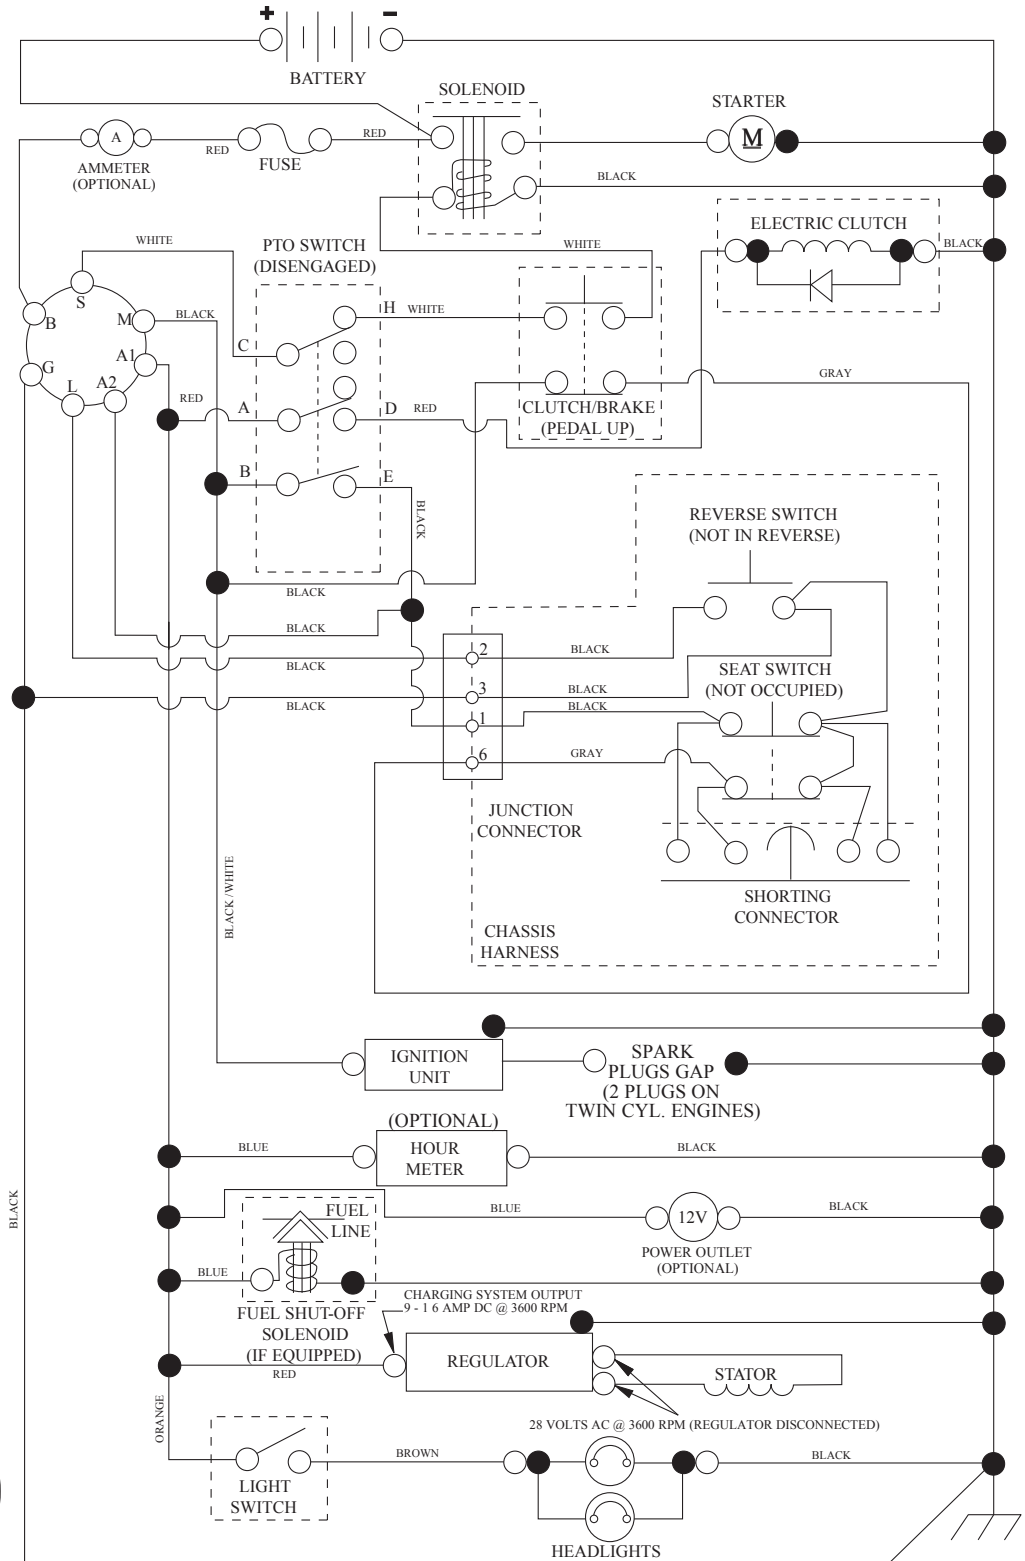 + -
BATTERY
SOLENOID
STARTER
A
RED
FUSE
RED
M
AMMETER
(OPTIONAL)
BLACK
ELECTRIC CLUTCH
BLACK
WHITE
PTO SWITCH
(DISENGAGED)
WHITE
S
B
M
BLACK
H
WHITE
C
G
A1
L
A2
RED
A
D
RED
GRAY
CLUTCH/BRAKE
(PEDAL UP)
B
E
BLACK
REVERSE SWITCH
(NOT IN REVERSE)
BLACK
BLACK
2
BLACK
BLACK
SEAT SWITCH
(NOT OCCUPIED)
3
BLACK
BLACK
BLACK
1
6
GRAY
JUNCTION
CONNECTOR
SHORTING
CONNECTOR
BLACK/WHITE
CHASSIS
HARNESS
IGNITION
UNIT
SPARK
PLUGS GAP
(2 PLUGS ON
TWIN CYL. ENGINES)
(OPTIONAL)
HOUR
METER
BLUE
BLACK
BLACK
FUEL
LINE
BLUE
12V
BLACK
POWER OUTLET
(OPTIONAL)
BLUE
FUEL SHUT-OFF
SOLENOID
(IF EQUIPPED)
CHARGING SYSTEM OUTPUT
9 - 1 6 AMP DC @ 3600 RPM
RED
REGULATOR
STATOR
28 VOLTS AC @ 3600 RPM (REGULATOR DISCONNECTED)
ORANGE
BROWN
BLACK
LIGHT
SWITCH
HEADLIGHTS